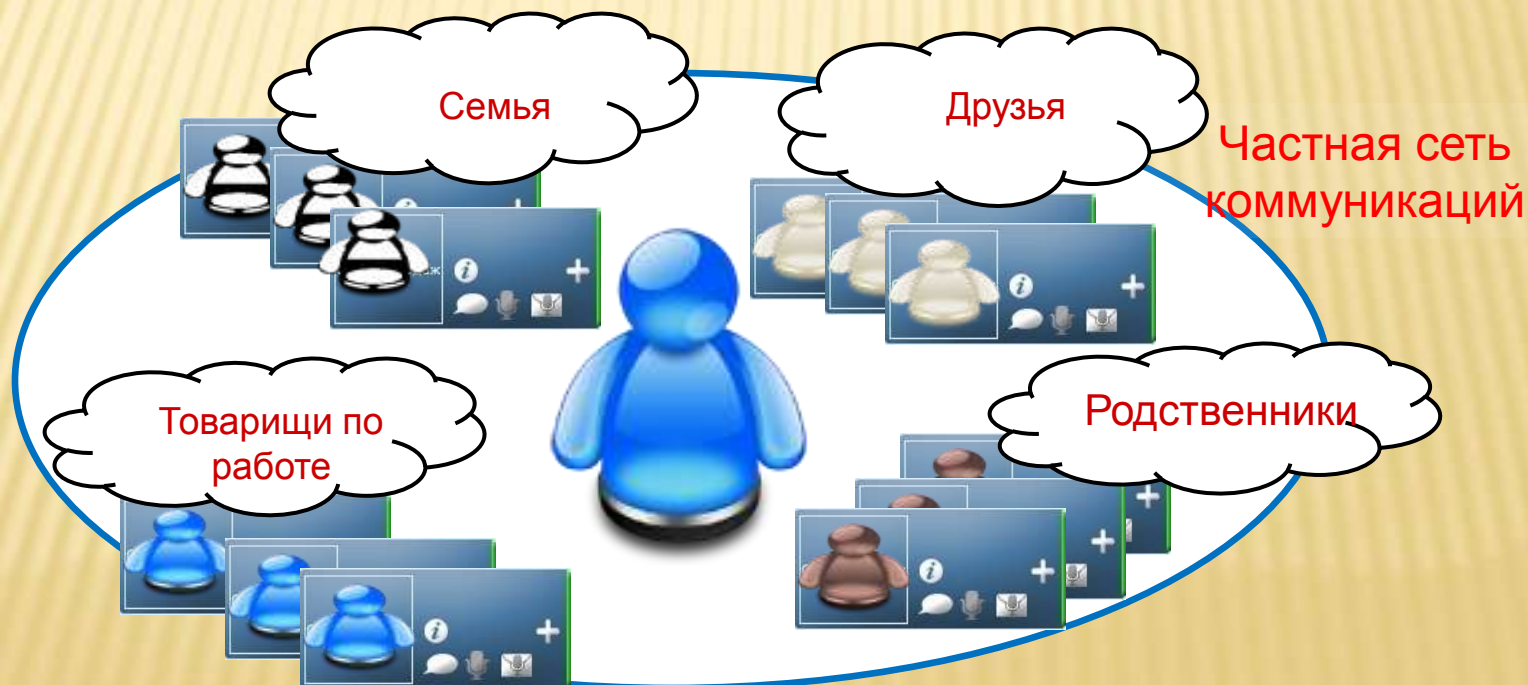 Семья
Друзья
Частная сеть
коммуникаций
Товарищи по
работе
Родственники